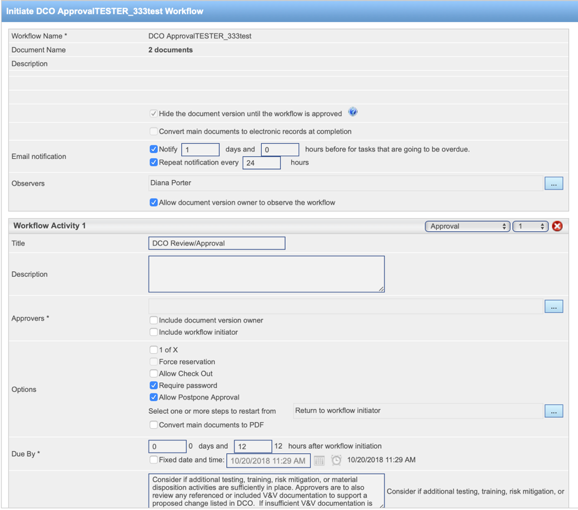 Initiate DCO ApprovalTESTER_333test Workflow
Workflow Name * DCO ApprovalTESTER_333test
Document Name 2 documents
Description
Hide the document version until the workflow is approved ?
Convert main documents to electronic records at completion
Email notification
Notify 1 days and 0 hours before for tasks that are going to be overdue.
Repeat notification every 24 hours
Observers Diana Porter ...
Allow document version owner to observe the workflow
Workflow Activity 1 Approval 1
Title DCO Review/Approval
Description
Approvers * ...
Include document version owner
Include workflow initiator
Options
1 of X
Force reservation
Allow Check Out
Require password
Allow Postpone Approval
Select one or more steps to restart from Return to workflow initiator ...
Convert main documents to PDF
Due By *
0 0 days and 12 12 hours after workflow initiation
Fixed date and time: 10/20/2018 11:29 AM 10/20/2018 11:29 AM
Consider if additional testing, training, risk mitigation, or material
disposition activities are sufficiently in place. Approvers are to also
review any referenced or included V&V documentation to support a
proposed change listed in DCO. If insufficient V&V documentation is
Consider if additional testing, training, risk mitigation, or